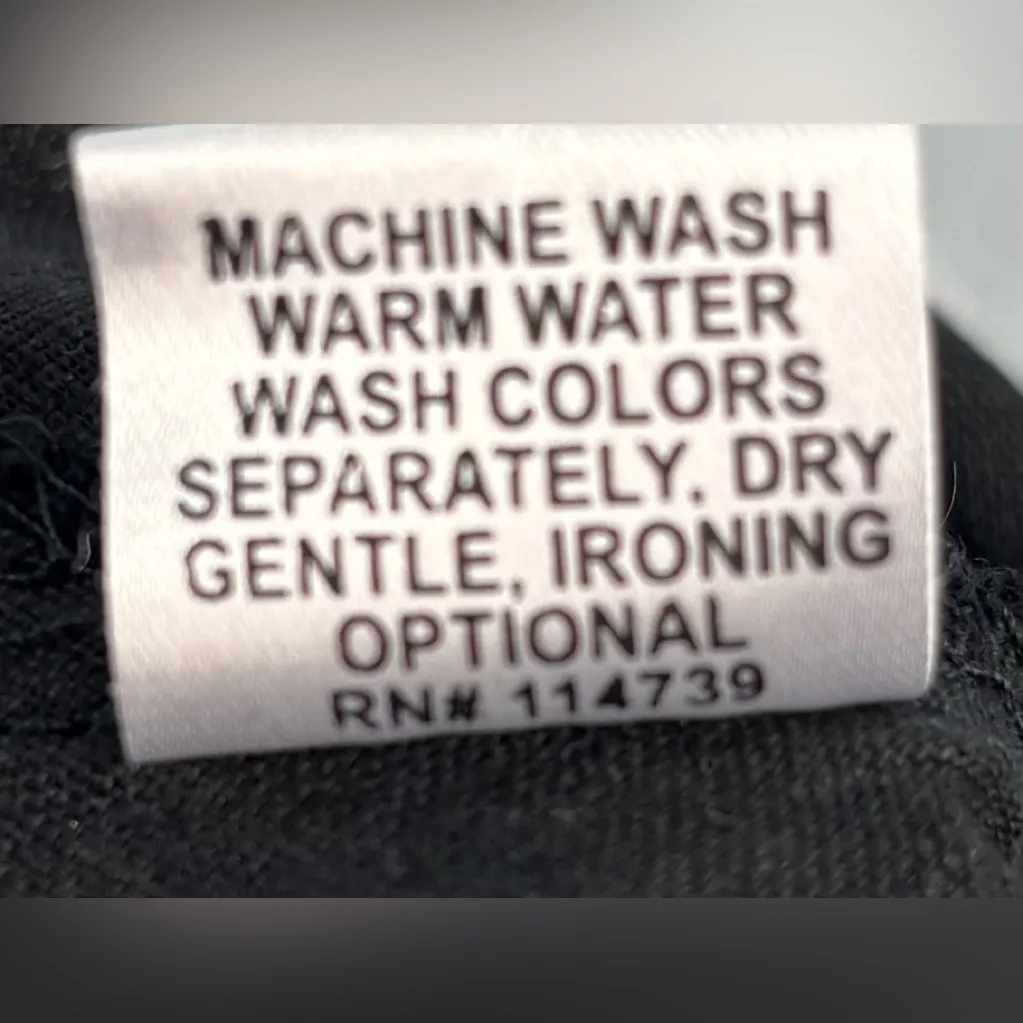 MACHINE WASH
WARM WATER
WASH COLORS
SEPARATELY. DRY
GENTLE, IRONING
OPTIONAL
RN# 114739